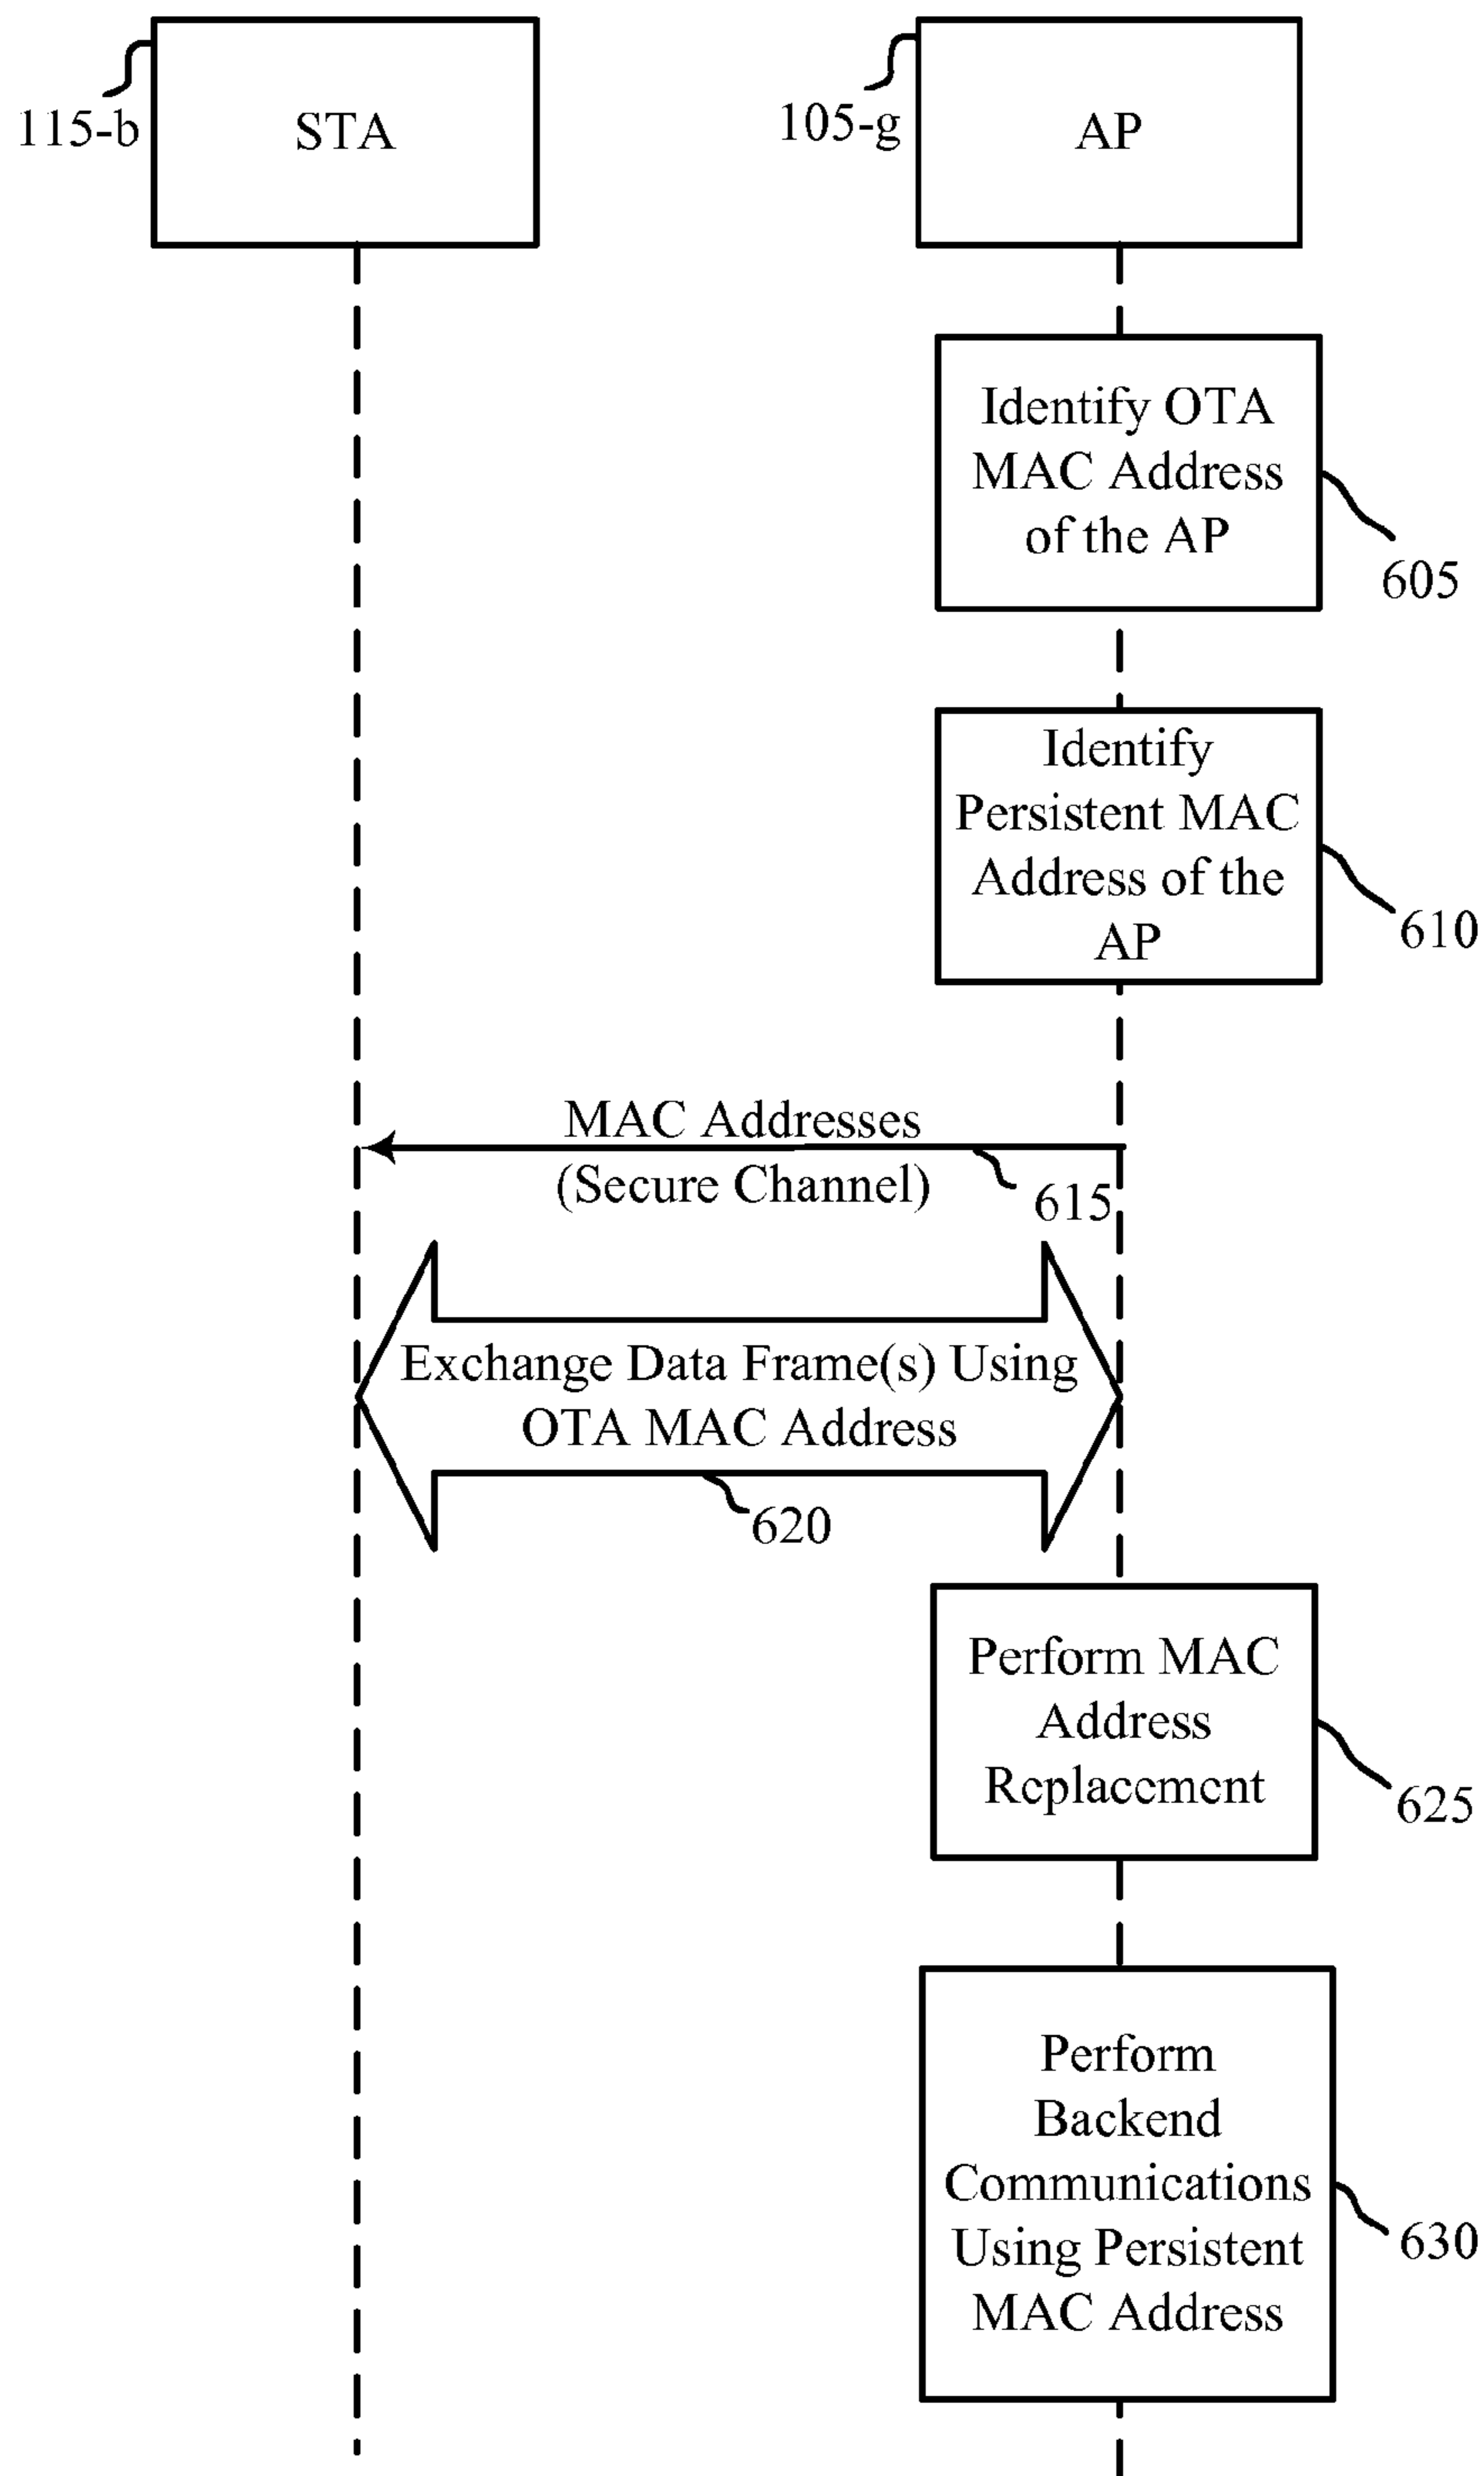 115-b
STA
105-g
AP
Identify OTA
MAC Address
of the AP
605
Identify
Persistent MAC
Address of the
AP
610
MAC Addresses
(Secure Channel)
615
Exchange Data Frame(s) Using
OTA MAC Address
620
Perform MAC
Address
Replacement
625
Perform
Backend
Communications
Using Persistent
MAC Address
630